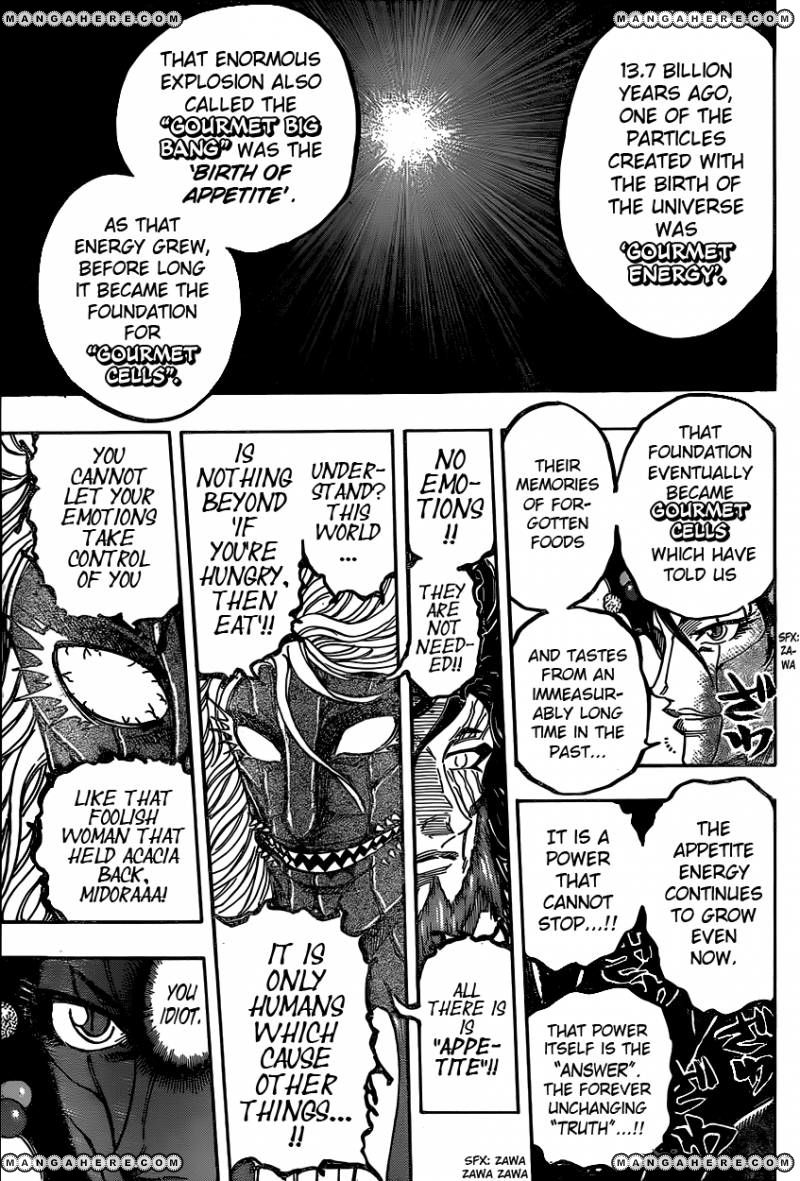 MANGAHERE.COM
MANGAHERE.COM
13.7 BILLION
YEARS AGO,
ONE OF THE
PARTICLES
CREATED WITH
THE BIRTH OF
THE UNIVERSE
WAS
'GOURMET
ENERGY'.
THAT ENORMOUS
EXPLOSION ALSO
CALLED THE
"GOURMET BIG
BANG" WAS THE
'BIRTH OF
APPETITE'.
AS THAT
ENERGY GREW,
BEFORE LONG
IT BECAME THE
FOUNDATION
FOR
"GOURMET
CELLS".
THAT
FOUNDATION
EVENTUALLY
BECAME
GOURMET
CELLS
WHICH HAVE
TOLD US
THEIR
MEMORIES
OF FOR-
GOTTEN
FOODS
AND TASTES
FROM AN
IMMEASUR-
ABLY LONG
TIME IN
THE
PAST...
SFX:
ZA-
WA
ざわ
THE
APPETITE
ENERGY
CONTINUES
TO GROW
EVEN
NOW.
IT IS A
POWER
THAT
CANNOT
STOP...!!
THAT POWER
ITSELF IS THE
"ANSWER".
THE FOREVER
UNCHANGING
"TRUTH"...!!
SFX: ZAWA
ZAWA ZAWA
NO
EMO-
TIONS
!!
THEY
ARE
NOT
NEED-
ED!!
ALL
THERE IS
IS
"APPE-
TITE"!!
UNDER-
STAND?
THIS
WORLD
...
IS
NOTHING
BEYOND
'IF
YOU'RE
HUNGRY,
THEN
EAT'!!
IT IS
ONLY
HUMANS
WHICH
CAUSE
OTHER
THINGS...
!!
YOU
CANNOT
LET YOUR
EMOTIONS
TAKE
CONTROL
OF YOU
LIKE THAT
FOOLISH
WOMAN THAT
HELD ACACIA
BACK,
MIDORAAA!
YOU
IDIOT.
MANGAHERE.COM
MANGAHERE.COM